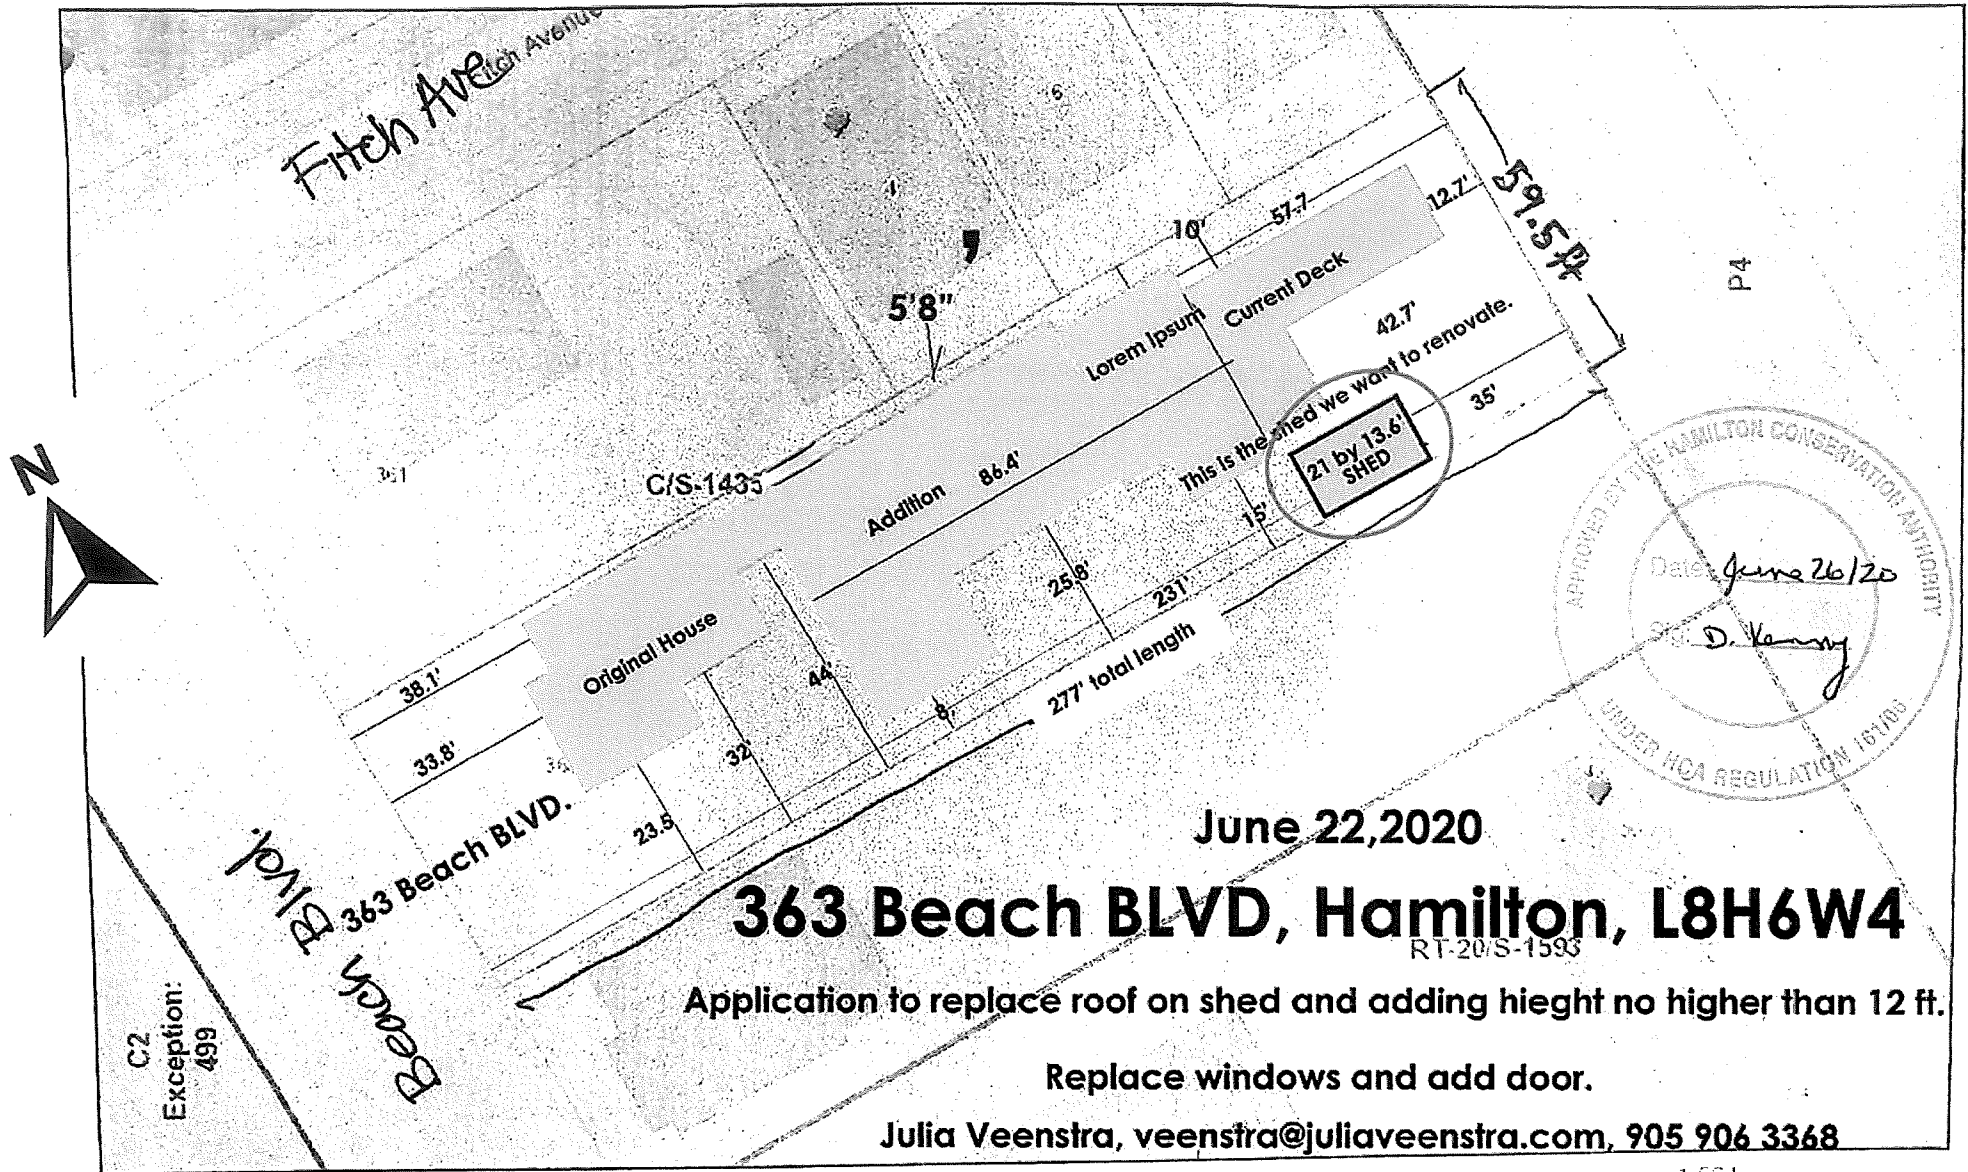 Fitch Avenue
Fitch Ave
6
4
,
5'8"
10'
57.7
12.7'
59.5 ft
P4
Current Deck
Lorem Ipsum
42.7'
This is the shed we want to renovate.
35'
21 by 13.6'
SHED
N
361
C/S-1435
Addition
86.4'
15'
25.8'
231'
277' total length
Original House
38.1'
33.8'
44'
8'
32'
23.5
363 Beach BLVD.
Beach Blvd.
C2
Exception:
499
APPROVED BY THE HAMILTON CONSERVATION AUTHORITY
Date June 26/20
Sig. D. Kenny
UNDER HCA REGULATION 161/06
June 22,2020
363 Beach BLVD, Hamilton, L8H6W4
RT-20/S-1593
Application to replace roof on shed and adding hieght no higher than 12 ft.
Replace windows and add door.
Julia Veenstra, veenstra@juliaveenstra.com, 905 906 3368